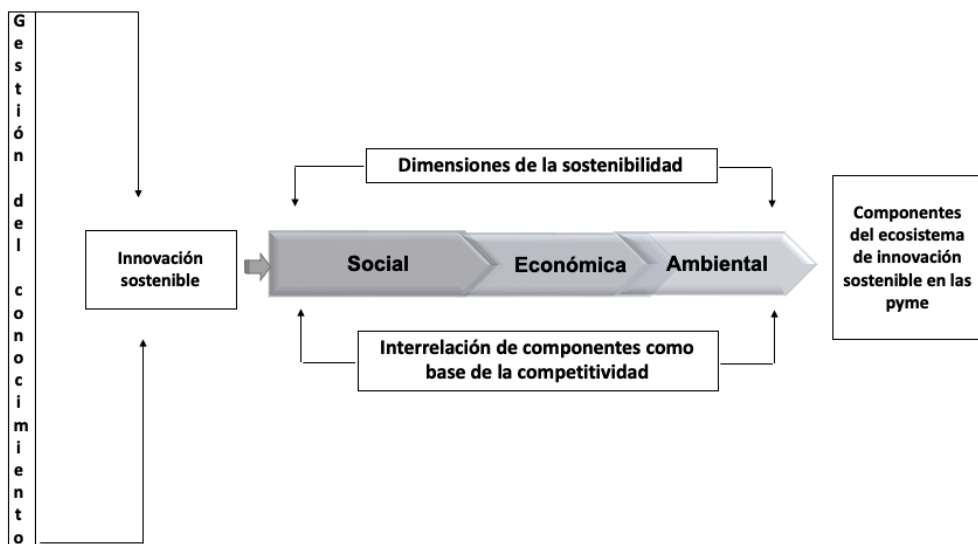 Gestión del conocimiento
Innovación
sostenible
Dimensiones de la sostenibilidad
Social
Económica
Ambiental
Interrelación de componentes como
base de la competitividad
Componentes
del ecosistema
de innovación
sostenible en las
pyme